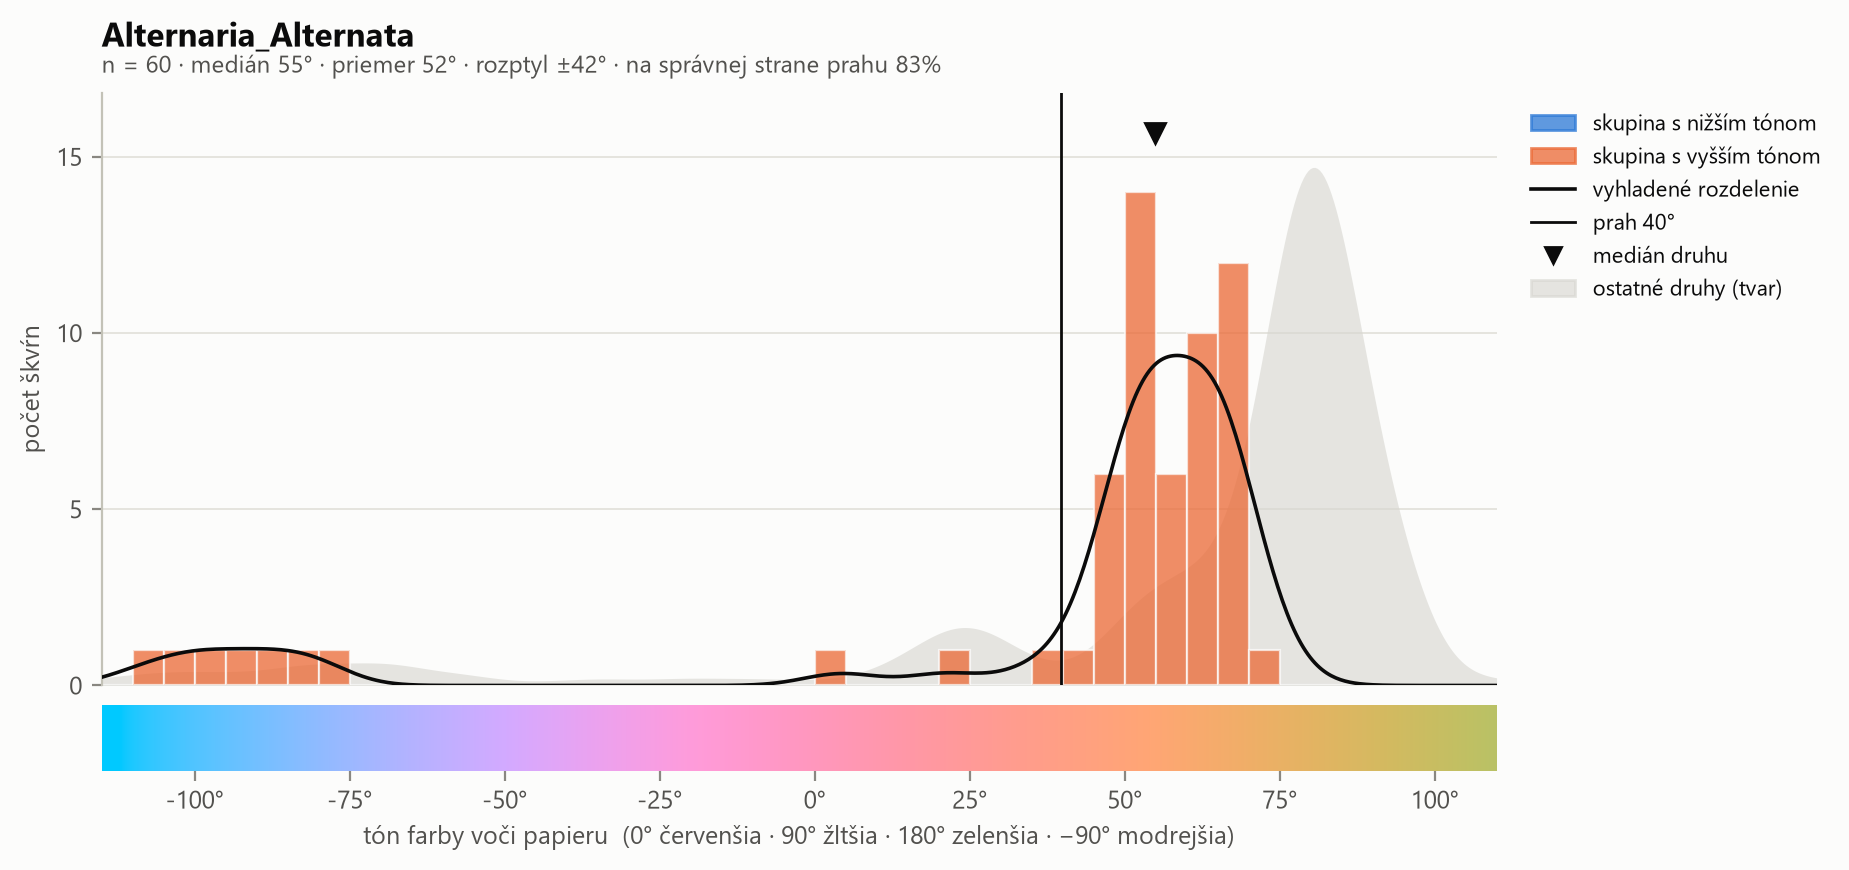 Alternaria_Alternata
n = 60 · medián 55° · priemer 52° · rozptyl ±42° · na správnej strane prahu 83%
skupina s nižším tónom
skupina s vyšším tónom
vyhladené rozdelenie
prah 40°
medián druhu
ostatné druhy (tvar)
počet škvŕn
15
10
5
0
-100° -75° -50° -25° 0° 25° 50° 75° 100°
tón farby voči papieru (0° červenšia · 90° žltšia · 180° zelenšia · −90° modrejšia)